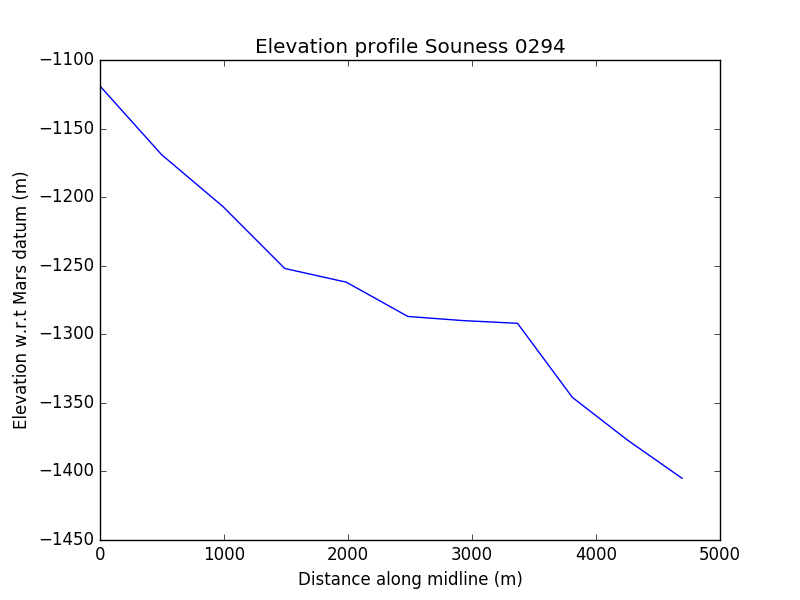 Elevation profile Souness 0294
−1100
−1150
−1200
−1250
−1300
−1350
−1400
−1450
Elevation w.r.t Mars datum (m)
0 1000 2000 3000 4000 5000
Distance along midline (m)